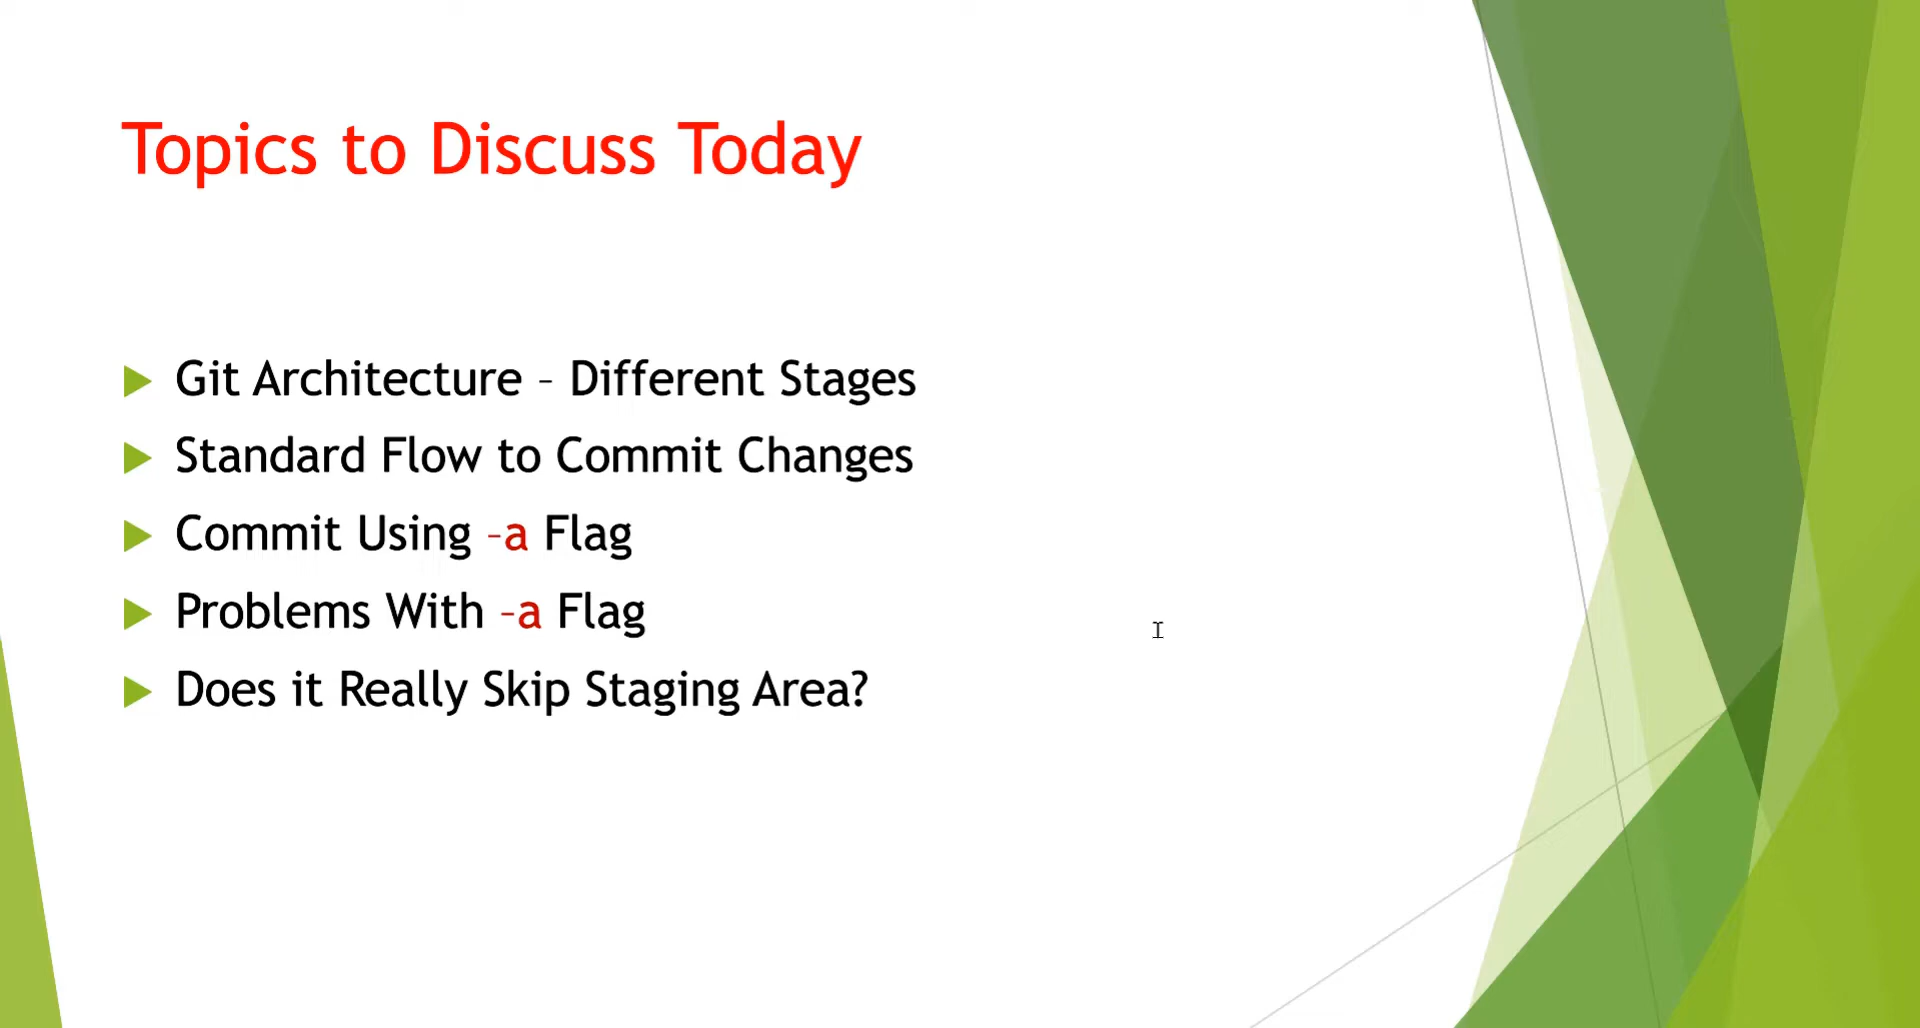 Topics to Discuss Today
Git Architecture – Different Stages
Standard Flow to Commit Changes
Commit Using –a Flag
Problems With –a Flag
Does it Really Skip Staging Area?